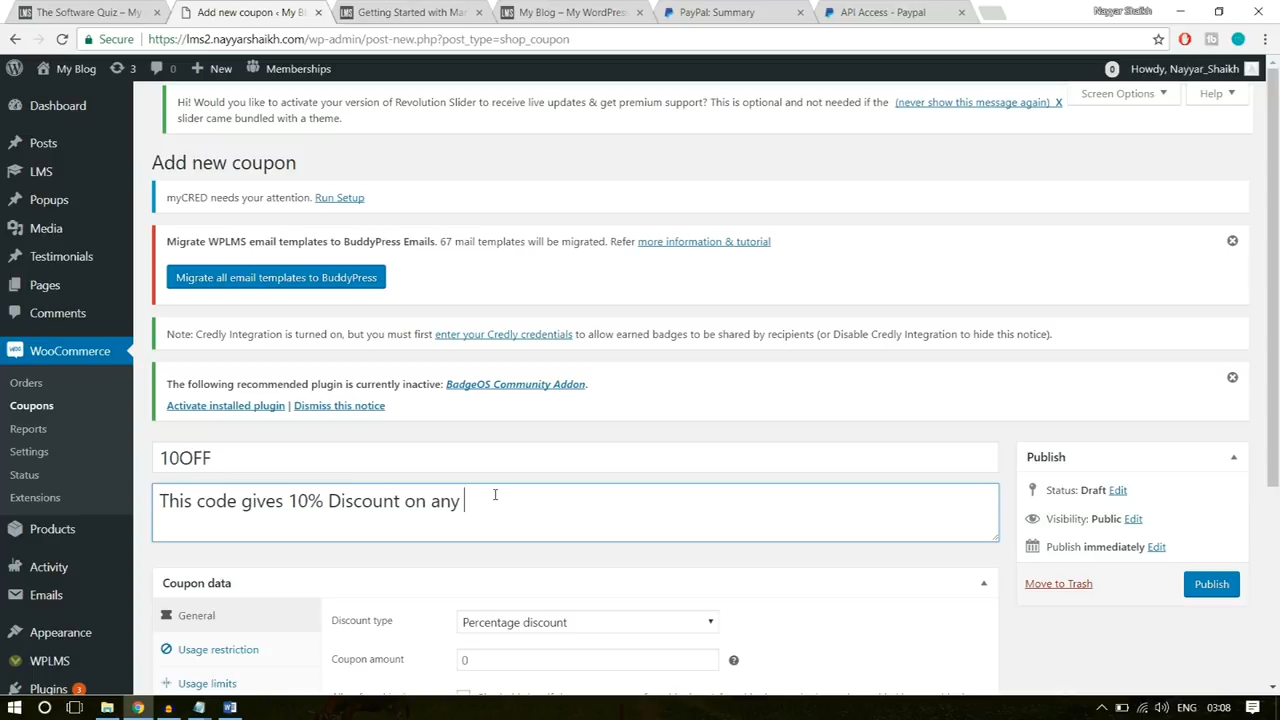 The Software Quiz – My
Add new coupon ‹ My Bl
Getting Started with Mar
My Blog – My WordPress
PayPal: Summary
API Access - Paypal
Nayyar Shaikh
Secure
https://lms2.nayyarshaikh.com/wp-admin/post-new.php?post_type=shop_coupon
My Blog
3
0
New
Memberships
0
Howdy, Nayyar_Shaikh
Dashboard
Posts
LMS
Popups
Media
Testimonials
Pages
Comments
WooCommerce
Orders
Coupons
Reports
Settings
Status
Extensions
Products
Activity
Emails
Appearance
WPLMS
Plugins 3
Hi! Would you like to activate your version of Revolution Slider to receive live updates & get premium support? This is optional and not needed if the
slider came bundled with a theme.
(never show this message again) X
Screen Options
Help
Add new coupon
myCRED needs your attention. Run Setup
Migrate WPLMS email templates to BuddyPress Emails. 67 mail templates will be migrated. Refer more information & tutorial
Migrate all email templates to BuddyPress
Note: Credly Integration is turned on, but you must first enter your Credly credentials to allow earned badges to be shared by recipients (or Disable Credly Integration to hide this notice).
The following recommended plugin is currently inactive: BadgeOS Community Addon.
Activate installed plugin | Dismiss this notice
10OFF
This code gives 10% Discount on any
Coupon data
General
Usage restriction
Usage limits
Discount type
Percentage discount
Coupon amount
0
Publish
Status: Draft Edit
Visibility: Public Edit
Publish immediately Edit
Move to Trash
Publish
ENG
03:08